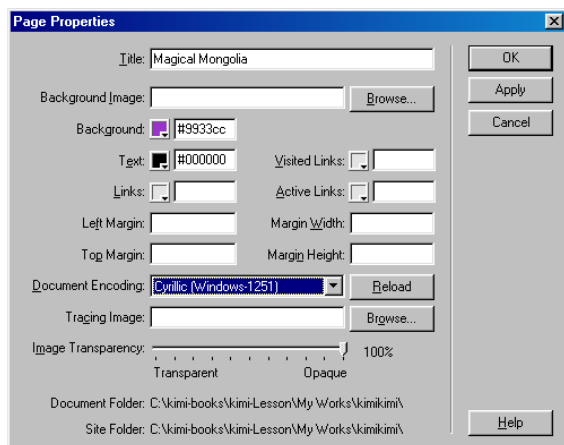 Page Properties
Title: Magical Mongolia
OK
Background Image: Browse... Apply
Background: #9933cc Cancel
Text: #000000 Visited Links:
Links: Active Links:
Left Margin: Margin Width:
Top Margin: Margin Height:
Document Encoding: Cyrillic (Windows-1251) Reload
Tracing Image: Browse...
Image Transparency: 100%
Transparent Opaque
Document Folder: C:\kimi-books\kimi-Lesson\My Works\kimikimi\
Site Folder: C:\kimi-books\kimi-Lesson\My Works\kimikimi\
Help